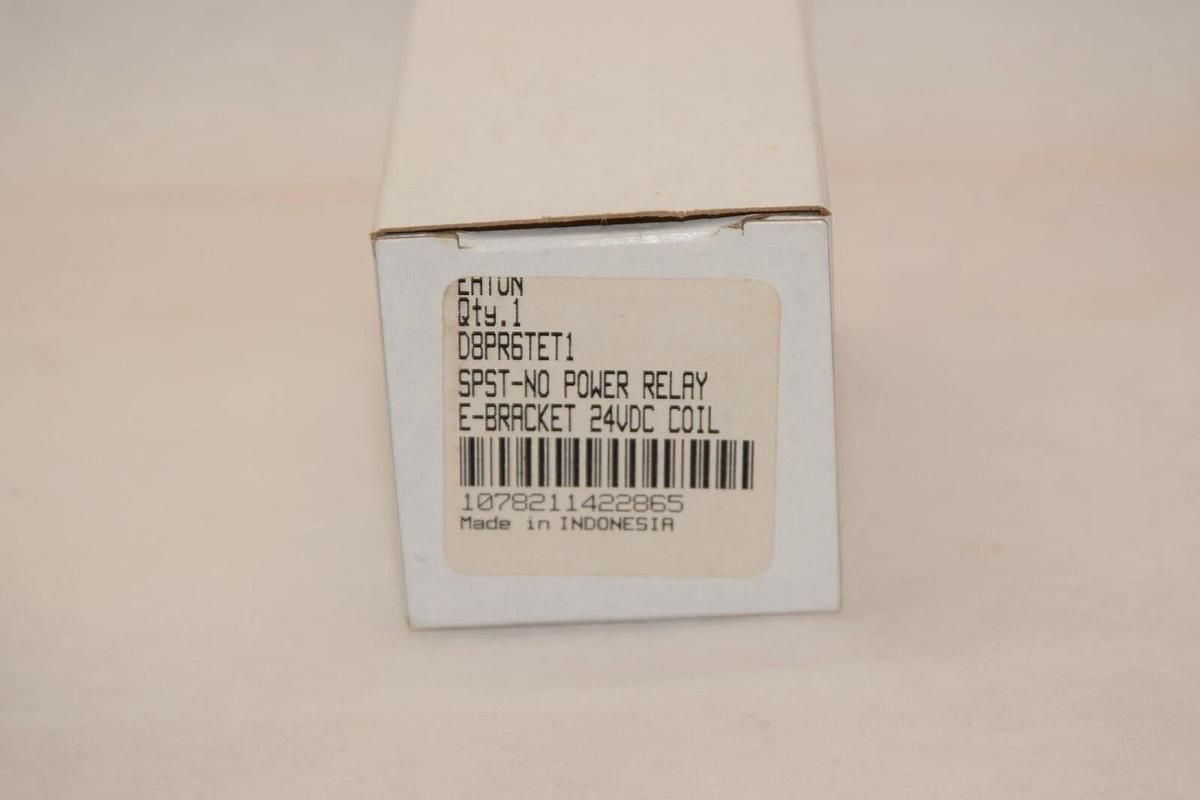 EATON
Qty.1
D8PR6TET1
SPST-NO POWER RELAY
E-BRACKET 24VDC COIL
1078211422865
Made in INDONESIA